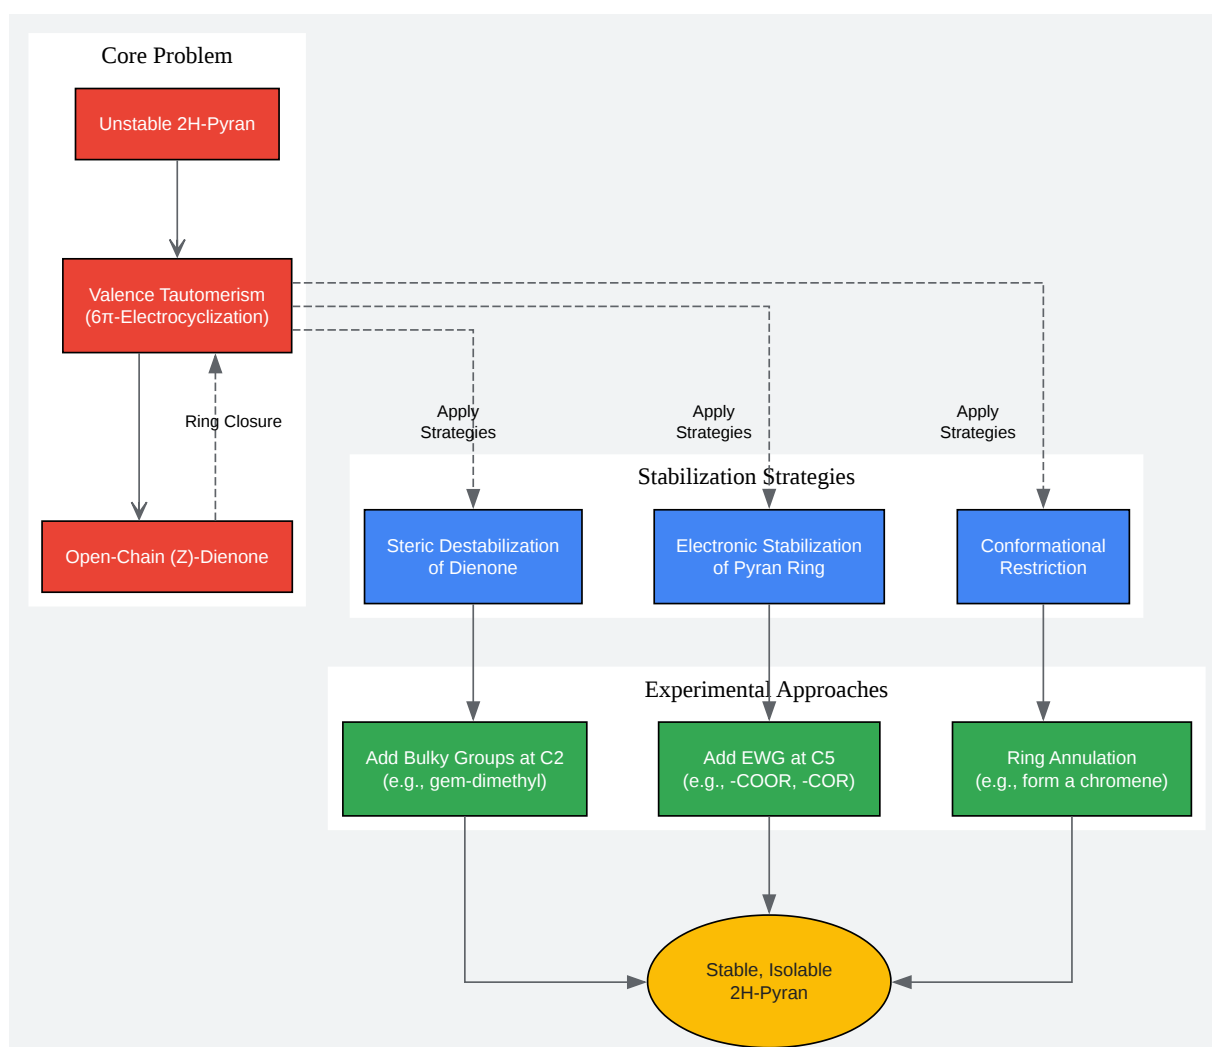 Core Problem
Unstable 2H-Pyran
Valence Tautomerism
(6π-Electrocyclization)
Ring Closure
Open-Chain (Z)-Dienone
Apply
Strategies
Apply
Strategies
Apply
Strategies
Stabilization Strategies
Steric Destabilization
of Dienone
Electronic Stabilization
of Pyran Ring
Conformational
Restriction
Experimental Approaches
Add Bulky Groups at C2
(e.g., gem-dimethyl)
Add EWG at C5
(e.g., -COOR, -COR)
Ring Annulation
(e.g., form a chromene)
Stable, Isolable
2H-Pyran